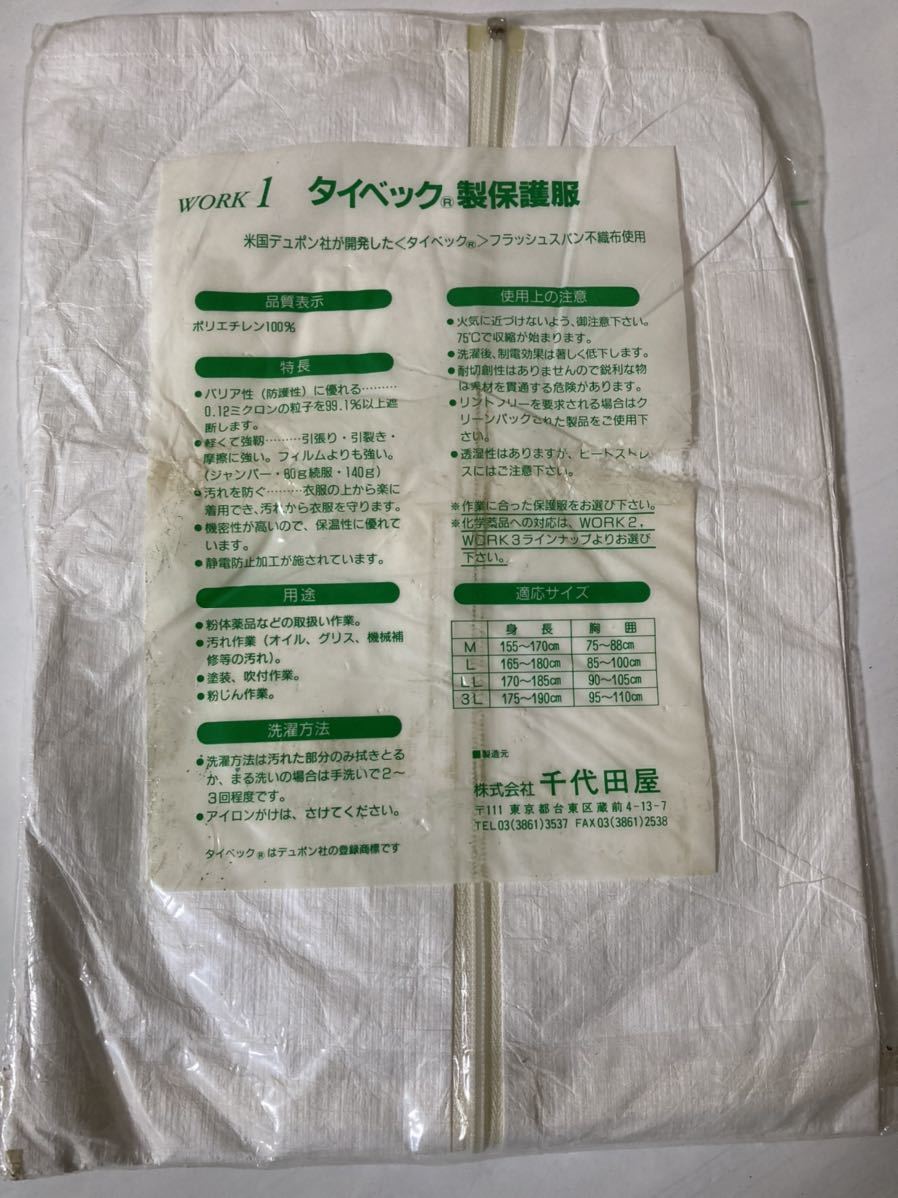 WORK 1 タイベック®製保護服
米国デュポン社が開発した<タイベック®>フラッシュスパン不織布使用
品質表示
ポリエチレン100%
特長
●バリア性（防護性）に優れる………
0.12ミクロンの粒子を99.1%以上遮
断します。
●軽くて強靭………引張り・引裂き・
摩擦に強い。フィルムよりも強い。
(ジャンパー・80g続服・140g)
●汚れを防ぐ………衣服の上から楽に
着用でき、汚れから衣服を守ります。
●機密性が高いので、保温性に優れて
います。
●静電防止加工が施されています。
用途
●粉体薬品などの取扱い作業。
●汚れ作業（オイル、グリス、機械補
修等の汚れ）。
●塗装、吹付作業。
●粉じん作業。
洗濯方法
●洗濯方法は汚れた部分のみ拭きとる
か、まる洗いの場合は手洗いで2〜
3回程度です。
●アイロンがけは、さけてください。
タイベック®はデュポン社の登録商標です
使用上の注意
●火気に近づけないよう、御注意下さい。
75℃で収縮が始まります。
●洗濯後、制電効果は著しく低下します。
●耐切創性はありませんので鋭利な物
は素材を貫通する危険があります。
●リントフリーを要求される場合はク
リーンパックされた製品をご使用下
さい。
●透湿性はありますが、ヒートストレ
スにはご注意下さい。
※作業に合った保護服をお選び下さい。
※化学薬品への対応は、WORK2,
WORK3ラインナップよりお選び
下さい。
適応サイズ
身長 胸囲
M 155〜170cm 75〜88cm
L 165〜180cm 85〜100cm
LL 170〜185cm 90〜105cm
3L 175〜190cm 95〜110cm
■製造元
株式会社 千代田屋
〒111 東京都台東区蔵前4-13-7
TEL 03(3861)3537 FAX 03(3861)2538